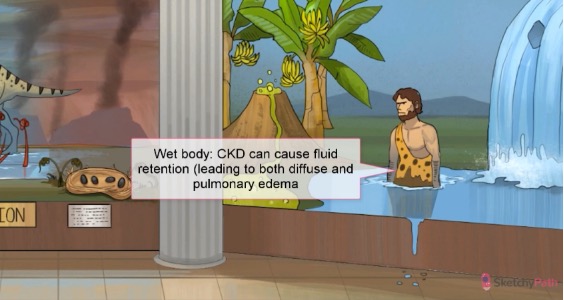 Wet body: CKD can cause fluid
retention (leading to both diffuse and
pulmonary edema
ION
SketchyPath